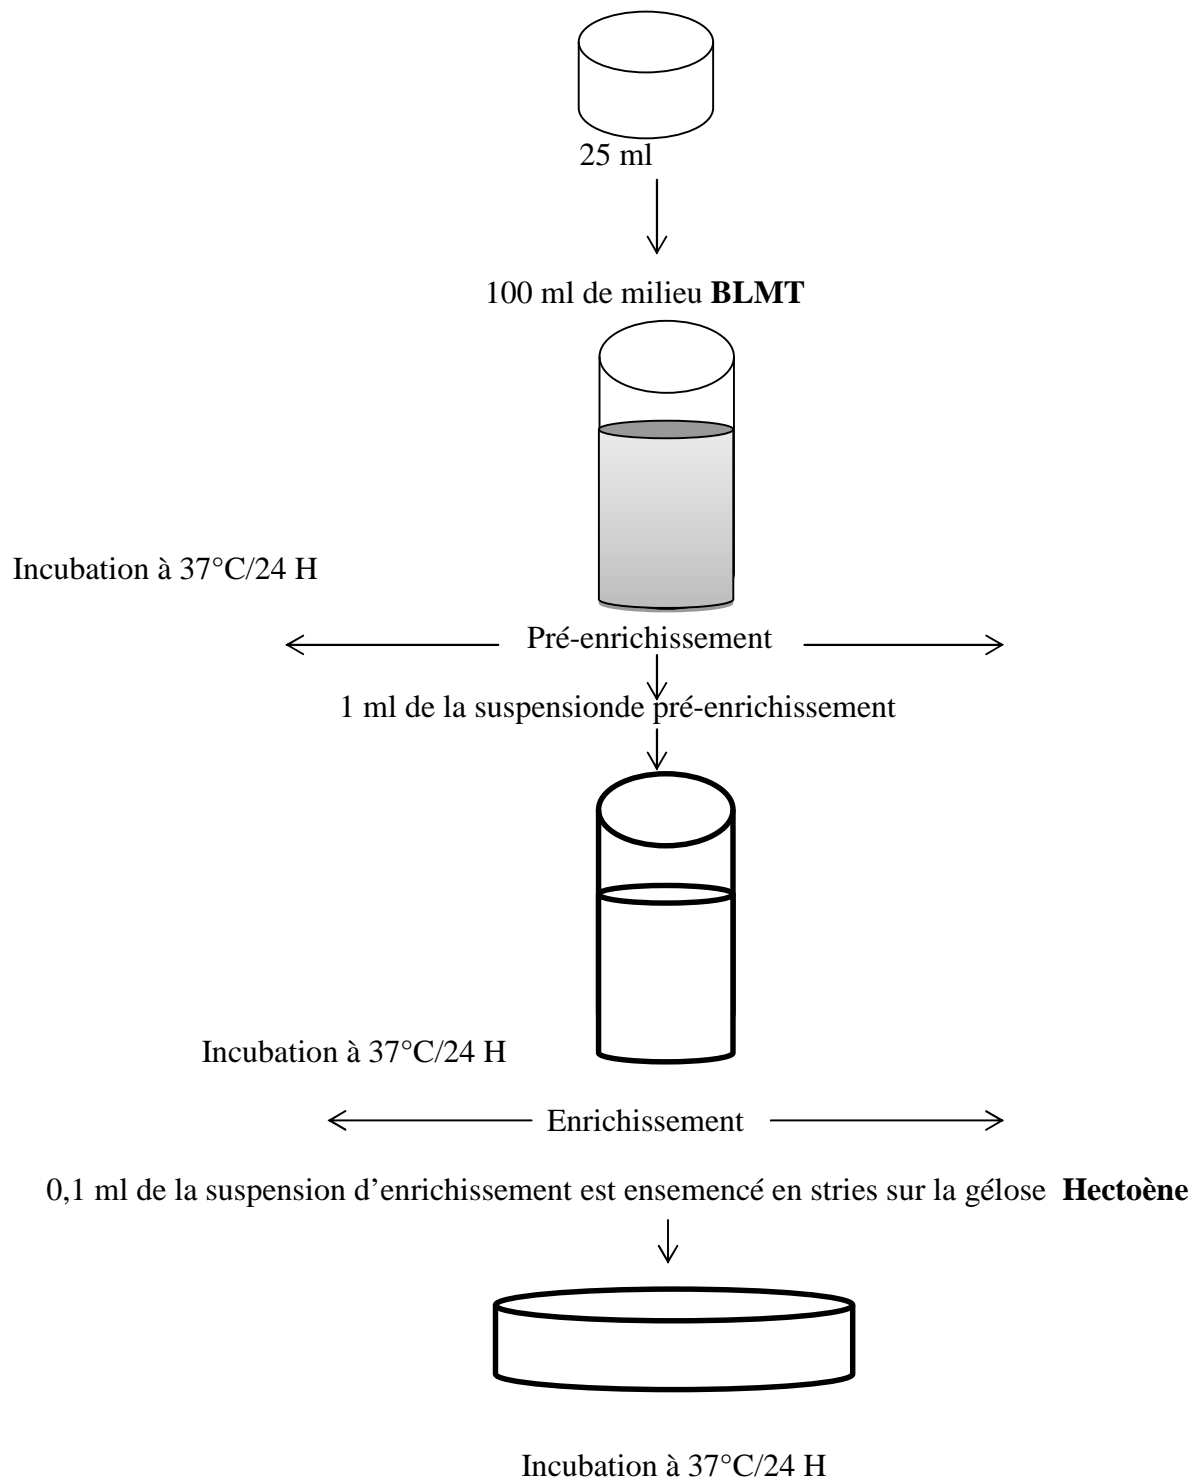 25 ml
100 ml de milieu BLMT
Incubation à 37°C/24 H
Pré-enrichissement
1 ml de la suspensionde pré-enrichissement
Incubation à 37°C/24 H
Enrichissement
0,1 ml de la suspension d’enrichissement est ensemencé en stries sur la gélose Hectoène
Incubation à 37°C/24 H